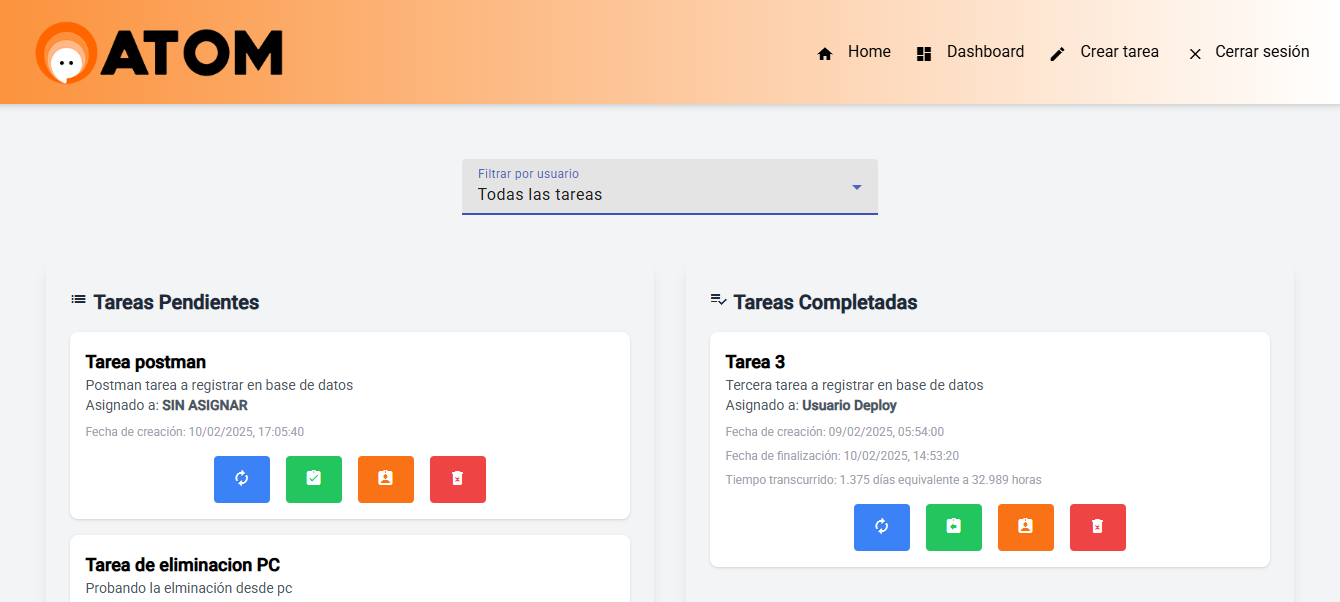 ATOM
Home
Dashboard
Crear tarea
Cerrar sesión
Filtrar por usuario
Todas las tareas
Tareas Pendientes
Tarea postman
Postman tarea a registrar en base de datos
Asignado a: SIN ASIGNAR
Fecha de creación: 10/02/2025, 17:05:40
Tarea de eliminacion PC
Probando la elminación desde pc
Tareas Completadas
Tarea 3
Tercera tarea a registrar en base de datos
Asignado a: Usuario Deploy
Fecha de creación: 09/02/2025, 05:54:00
Fecha de finalización: 10/02/2025, 14:53:20
Tiempo transcurrido: 1.375 días equivalente a 32.989 horas